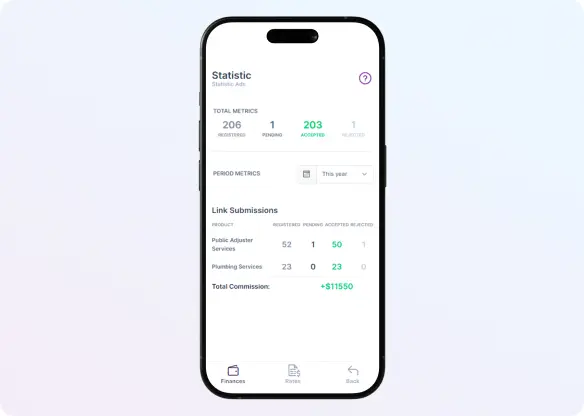 Statistic
Statistic Ads
TOTAL METRICS
206 1 203 1
REGISTERED PENDING ACCEPTED REJECTED
PERIOD METRICS This year
Link Submissions
PRODUCT REGISTERED PENDING ACCEPTED REJECTED
Public Adjuster
Services 52 1 50 1
Plumbing Services 23 0 23 0
Total Commission: +$11550
Finances Rates Back